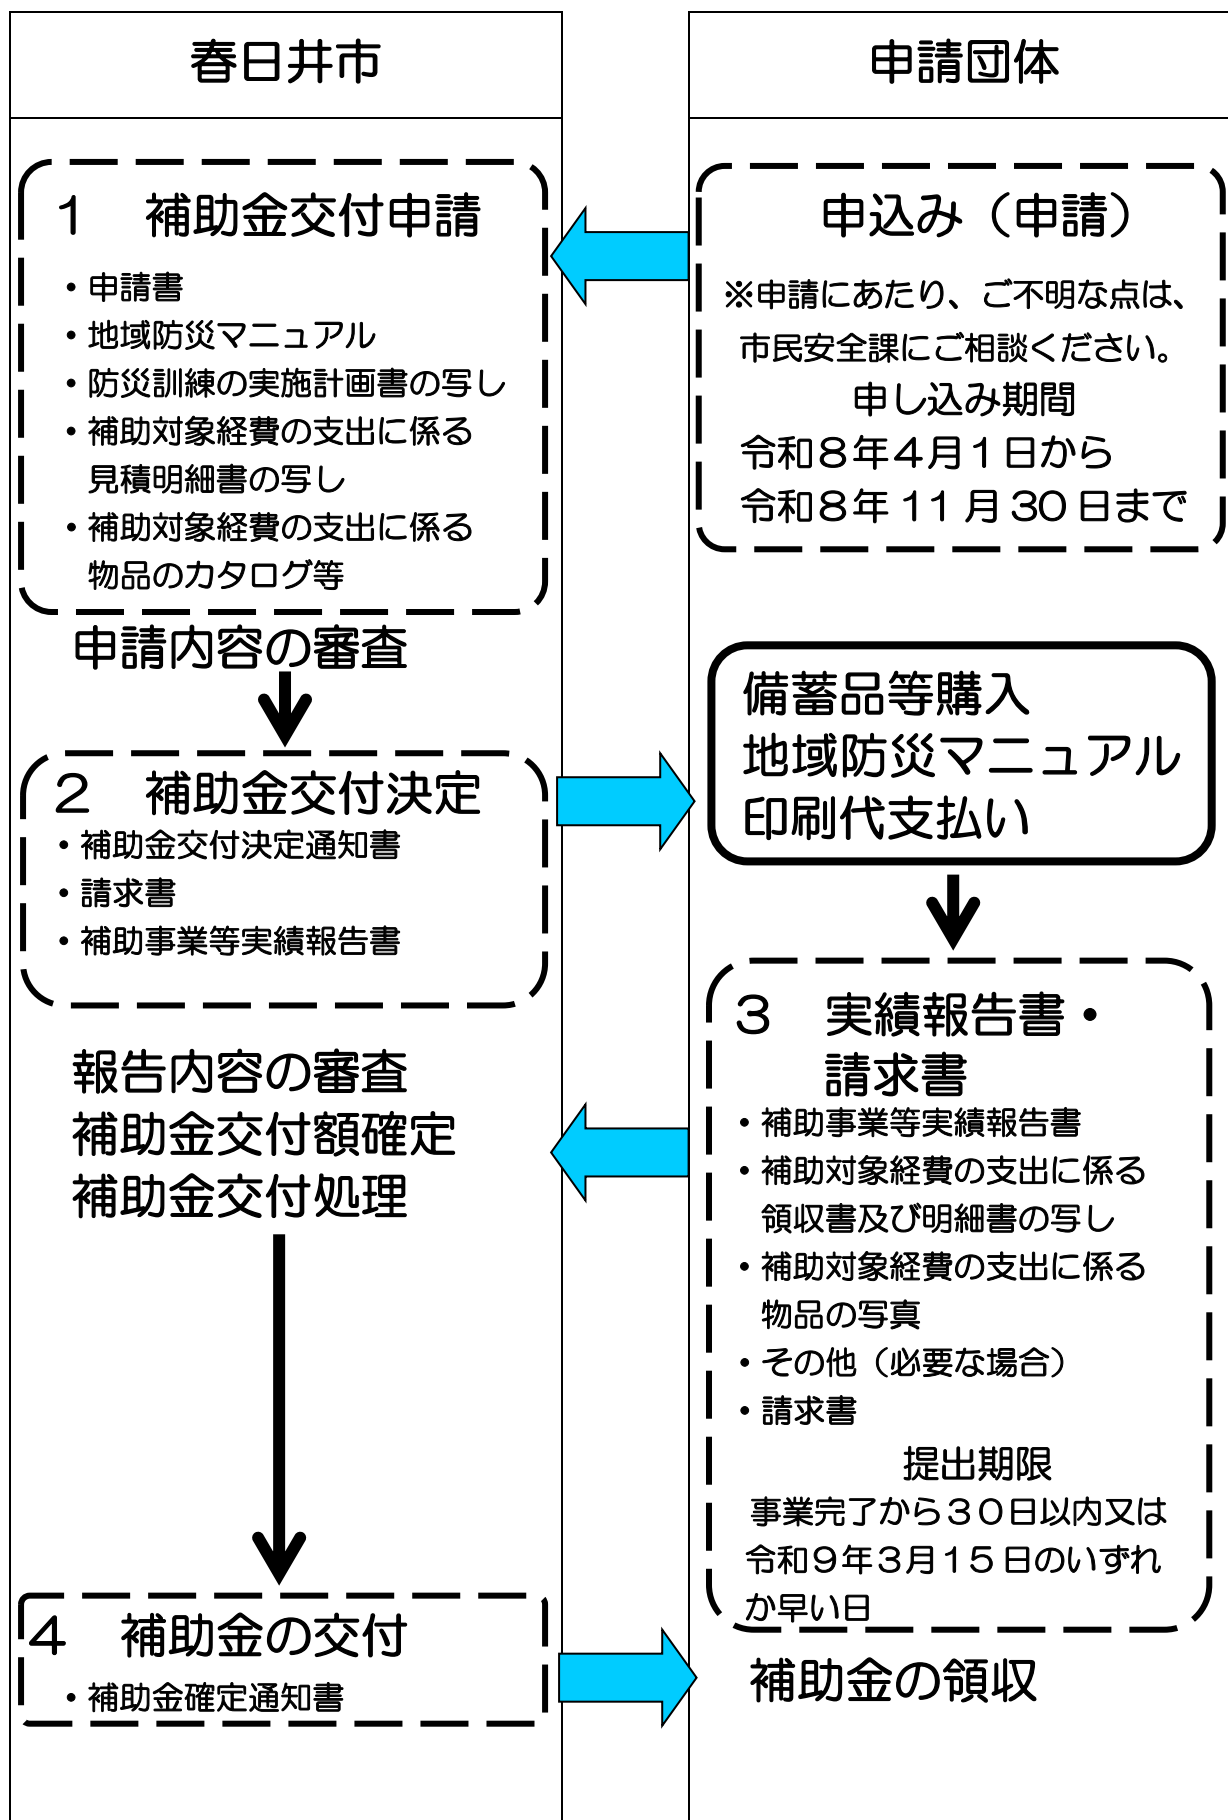 春日井市
申請団体
1　補助金交付申請
・申請書
・地域防災マニュアル
・防災訓練の実施計画書の写し
・補助対象経費の支出に係る
見積明細書の写し
・補助対象経費の支出に係る
物品のカタログ等
申込み（申請）
※申請にあたり、ご不明な点は、
市民安全課にご相談ください。
申し込み期間
令和８年４月１日から
令和８年 11 月 30 日まで
申請内容の審査
2　補助金交付決定
・補助金交付決定通知書
・請求書
・補助事業等実績報告書
備蓄品等購入
地域防災マニュアル
印刷代支払い
報告内容の審査
補助金交付額確定
補助金交付処理
3　実績報告書・
請求書
・補助事業等実績報告書
・補助対象経費の支出に係る
領収書及び明細書の写し
・補助対象経費の支出に係る
物品の写真
・その他（必要な場合）
・請求書
提出期限
事業完了から３０日以内又は
令和９年３月１５日のいずれ
か早い日
4　補助金の交付
・補助金確定通知書
補助金の領収